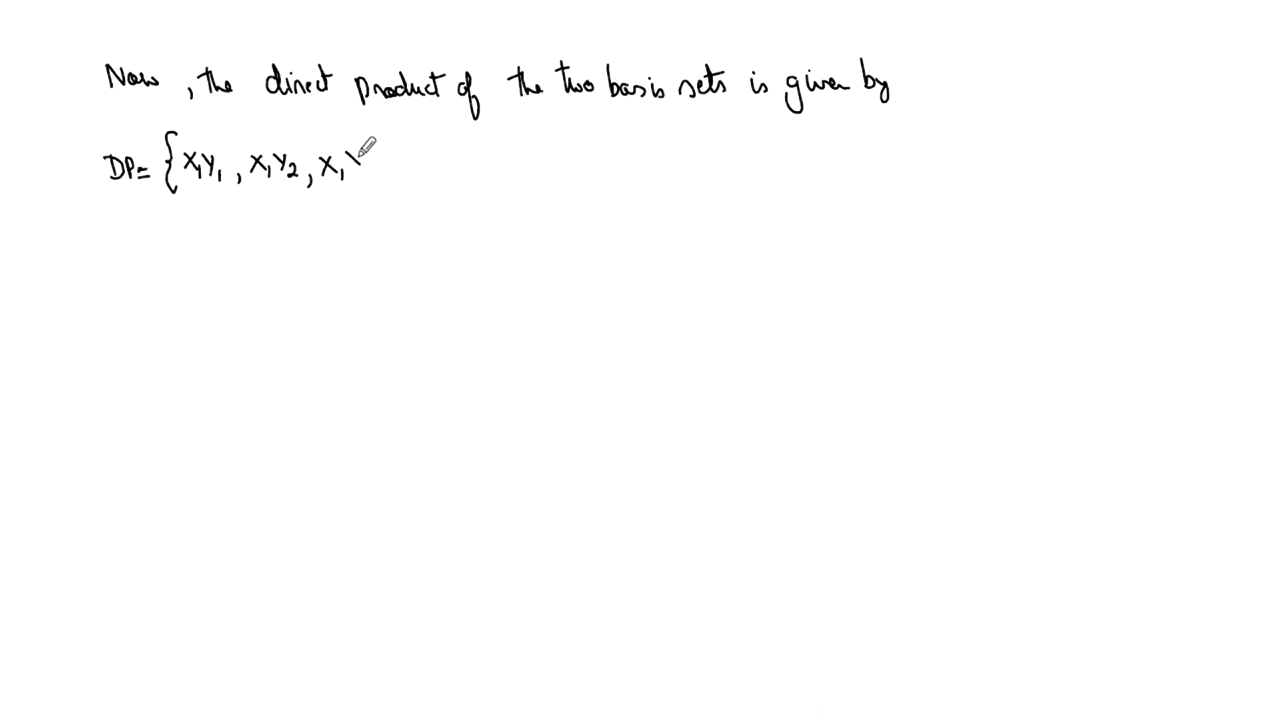 Now, the direct product of the two basis sets is given by
DP = { X₁Y₁, X₁Y₂, X₁